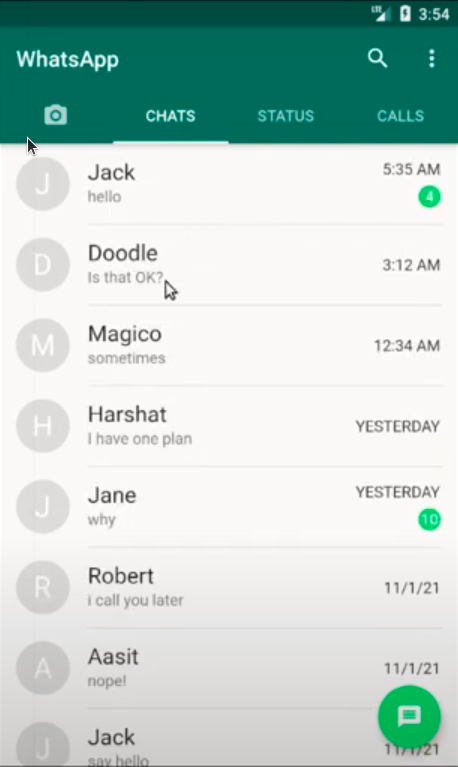 LTE 3:54
WhatsApp
CHATS STATUS CALLS
J Jack 5:35 AM
hello 4
D Doodle 3:12 AM
Is that OK?
M Magico 12:34 AM
sometimes
H Harshat YESTERDAY
I have one plan
J Jane YESTERDAY
why 10
R Robert 11/1/21
i call you later
A Aasit 11/1/21
nope!
J Jack 11/1/21
say hello